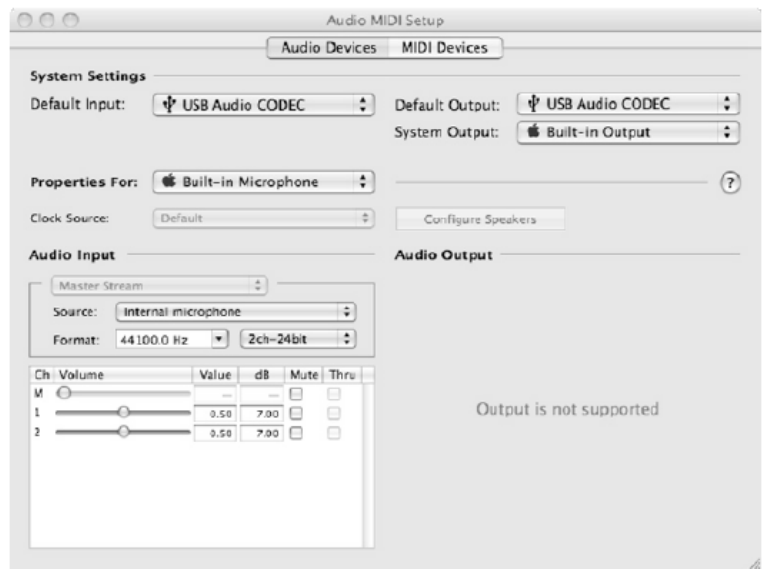 Audio MIDI Setup
Audio Devices MIDI Devices
System Settings
Default Input: USB Audio CODEC
Default Output: USB Audio CODEC
System Output: Built-in Output
Properties For: Built-in Microphone ?
Clock Source: Default
Configure Speakers
Audio Input
Audio Output
Master Stream
Source: Internal microphone
Format: 44100.0 Hz 2ch-24bit
Ch Volume Value dB Mute Thru
M — —
1 0.50 7.00
2 0.50 7.00
Output is not supported